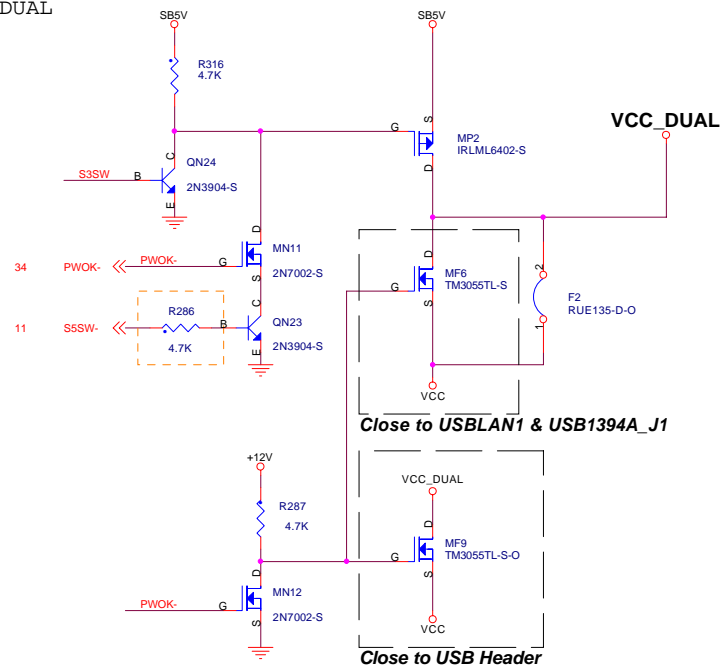 DUAL
SB5V
SB5V
R316
4.7K
VCC_DUAL
G
S
D
MP2
IRLML6402-S
S3SW
B
C
E
QN24
2N3904-S
34 PWOK- PWOK-
G
D
S
MN11
2N7002-S
G
D
S
MF6
TM3055TL-S
2
1
F2
RUE135-D-O
11 S5SW-
R286
4.7K
B
C
E
QN23
2N3904-S
VCC
Close to USBLAN1 & USB1394A_J1
+12V
R287
4.7K
VCC_DUAL
G
D
S
MF9
TM3055TL-S-O
PWOK-
G
D
S
MN12
2N7002-S
VCC
Close to USB Header